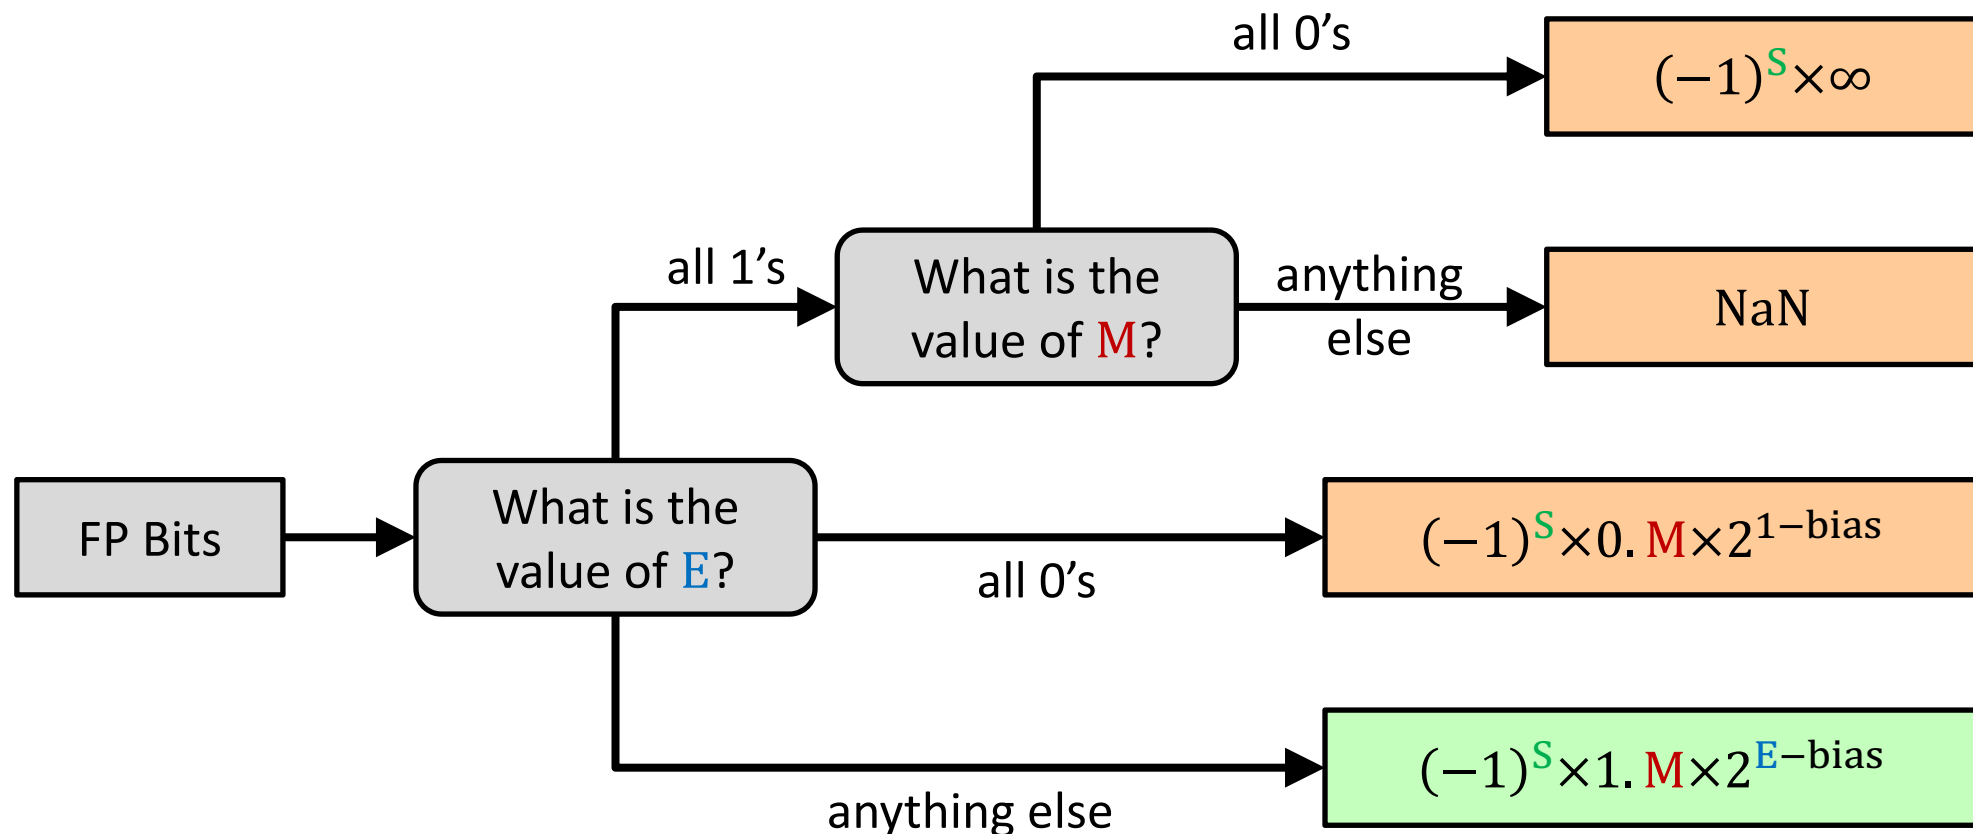 all 0’s
(−1)^S×∞
all 1’s
What is the
value of M?
anything
else
NaN
FP Bits
What is the
value of E?
all 0’s
(−1)^S×0. M×2^{1−bias}
anything else
(−1)^S×1. M×2^{E−bias}